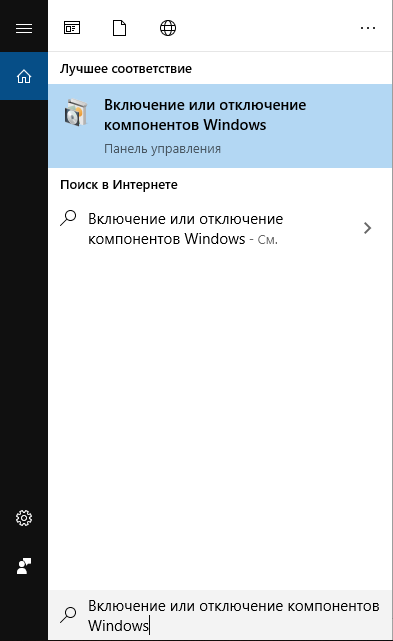 Лучшее соответствие
Включение или отключение
компонентов Windows
Панель управления
Поиск в Интернете
Включение или отключение
компонентов Windows - См.
Включение или отключение компонентов
Windows